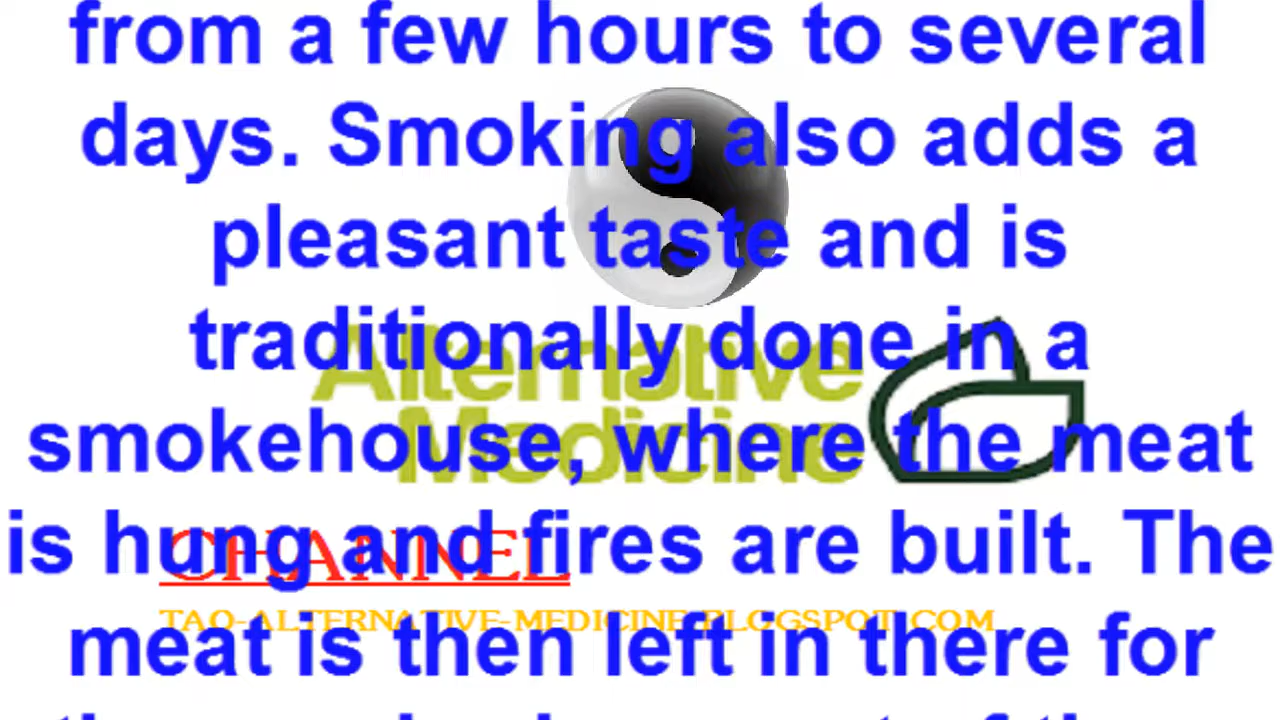 from a few hours to several
days. Smoking also adds a
pleasant taste and is
traditionally done in a
smokehouse, where the meat
is hung and fires are built. The
meat is then left in there for
Alternative
Medicine
CHANNEL
TAO-ALTERNATIVE-MEDICINE.BLOGSPOT.COM